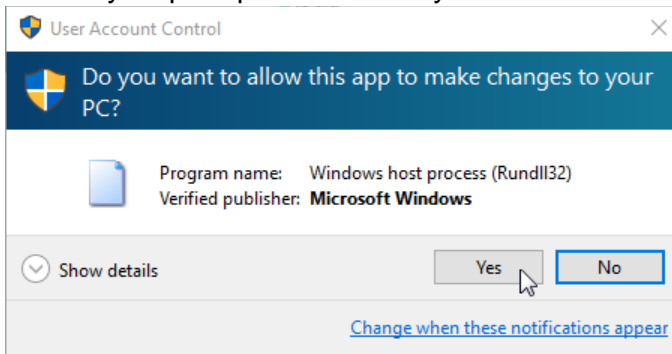 User Account Control
Do you want to allow this app to make changes to your
PC?
Program name: Windows host process (Rundll32)
Verified publisher: Microsoft Windows
Show details
Yes
No
Change when these notifications appear